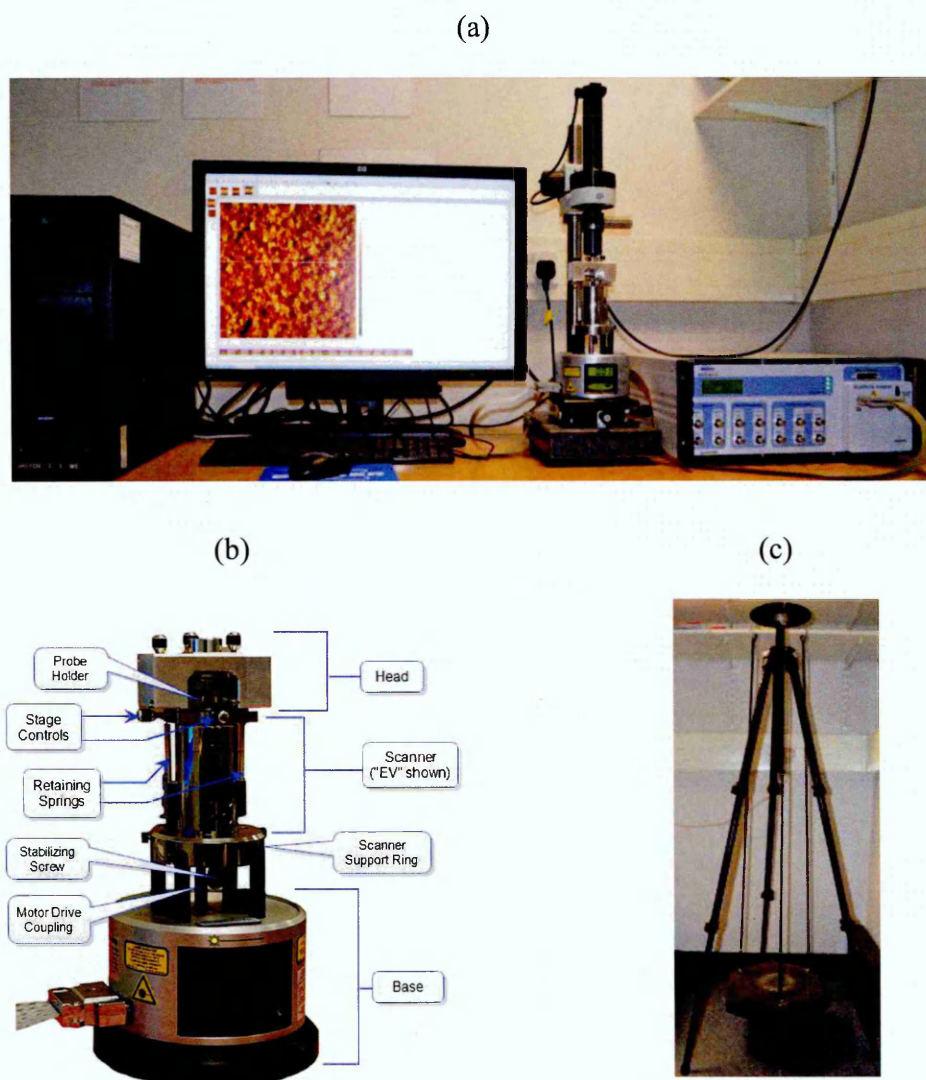 (a)
(b)
(c)
Probe
Holder
Head
Stage
Controls
Scanner
("EV" shown)
Retaining
Springs
Stabilizing
Screw
Scanner
Support Ring
Motor Drive
Coupling
Base